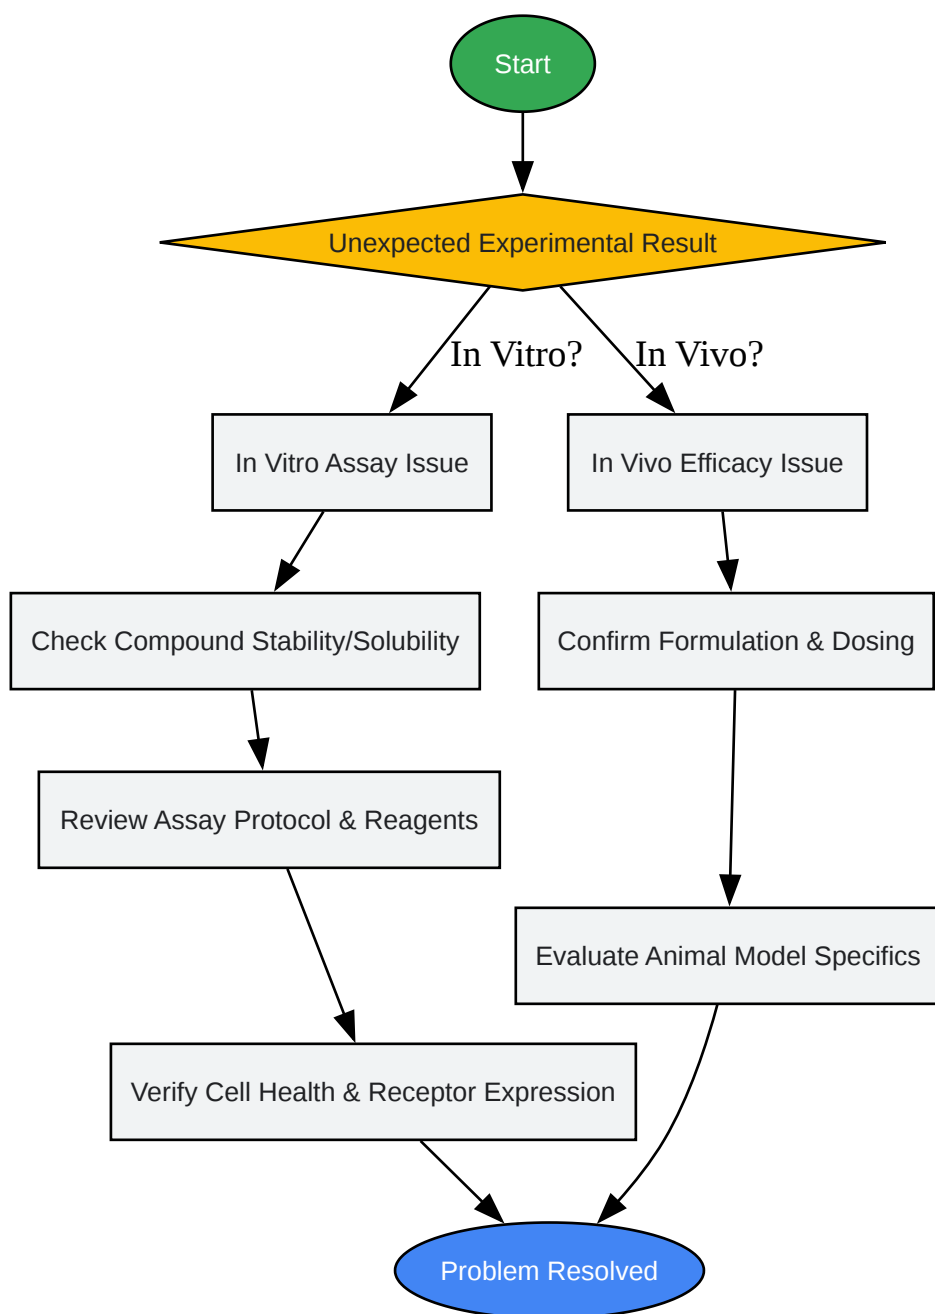 Start
Unexpected Experimental Result
In Vitro?
In Vivo?
In Vitro Assay Issue
In Vivo Efficacy Issue
Check Compound Stability/Solubility
Confirm Formulation & Dosing
Review Assay Protocol & Reagents
Evaluate Animal Model Specifics
Verify Cell Health & Receptor Expression
Problem Resolved